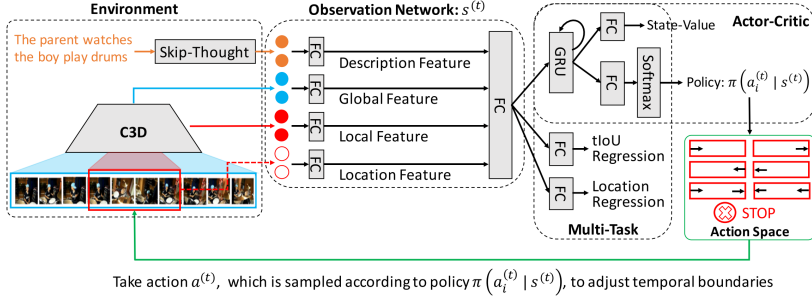 Environment
The parent watches
the boy play drums
Skip-Thought
C3D
Observation Network: s^(t)
FC
Description Feature
FC
Global Feature
FC
Local Feature
FC
Location Feature
FC
Actor-Critic
GRU
FC
State-Value
FC
Softmax
Policy: π(a_i^(t) | s^(t))
FC
tIoU
Regression
FC
Location
Regression
Multi-Task
STOP
Action Space
Take action a^(t), which is sampled according to policy π(a_i^(t) | s^(t)), to adjust temporal boundaries